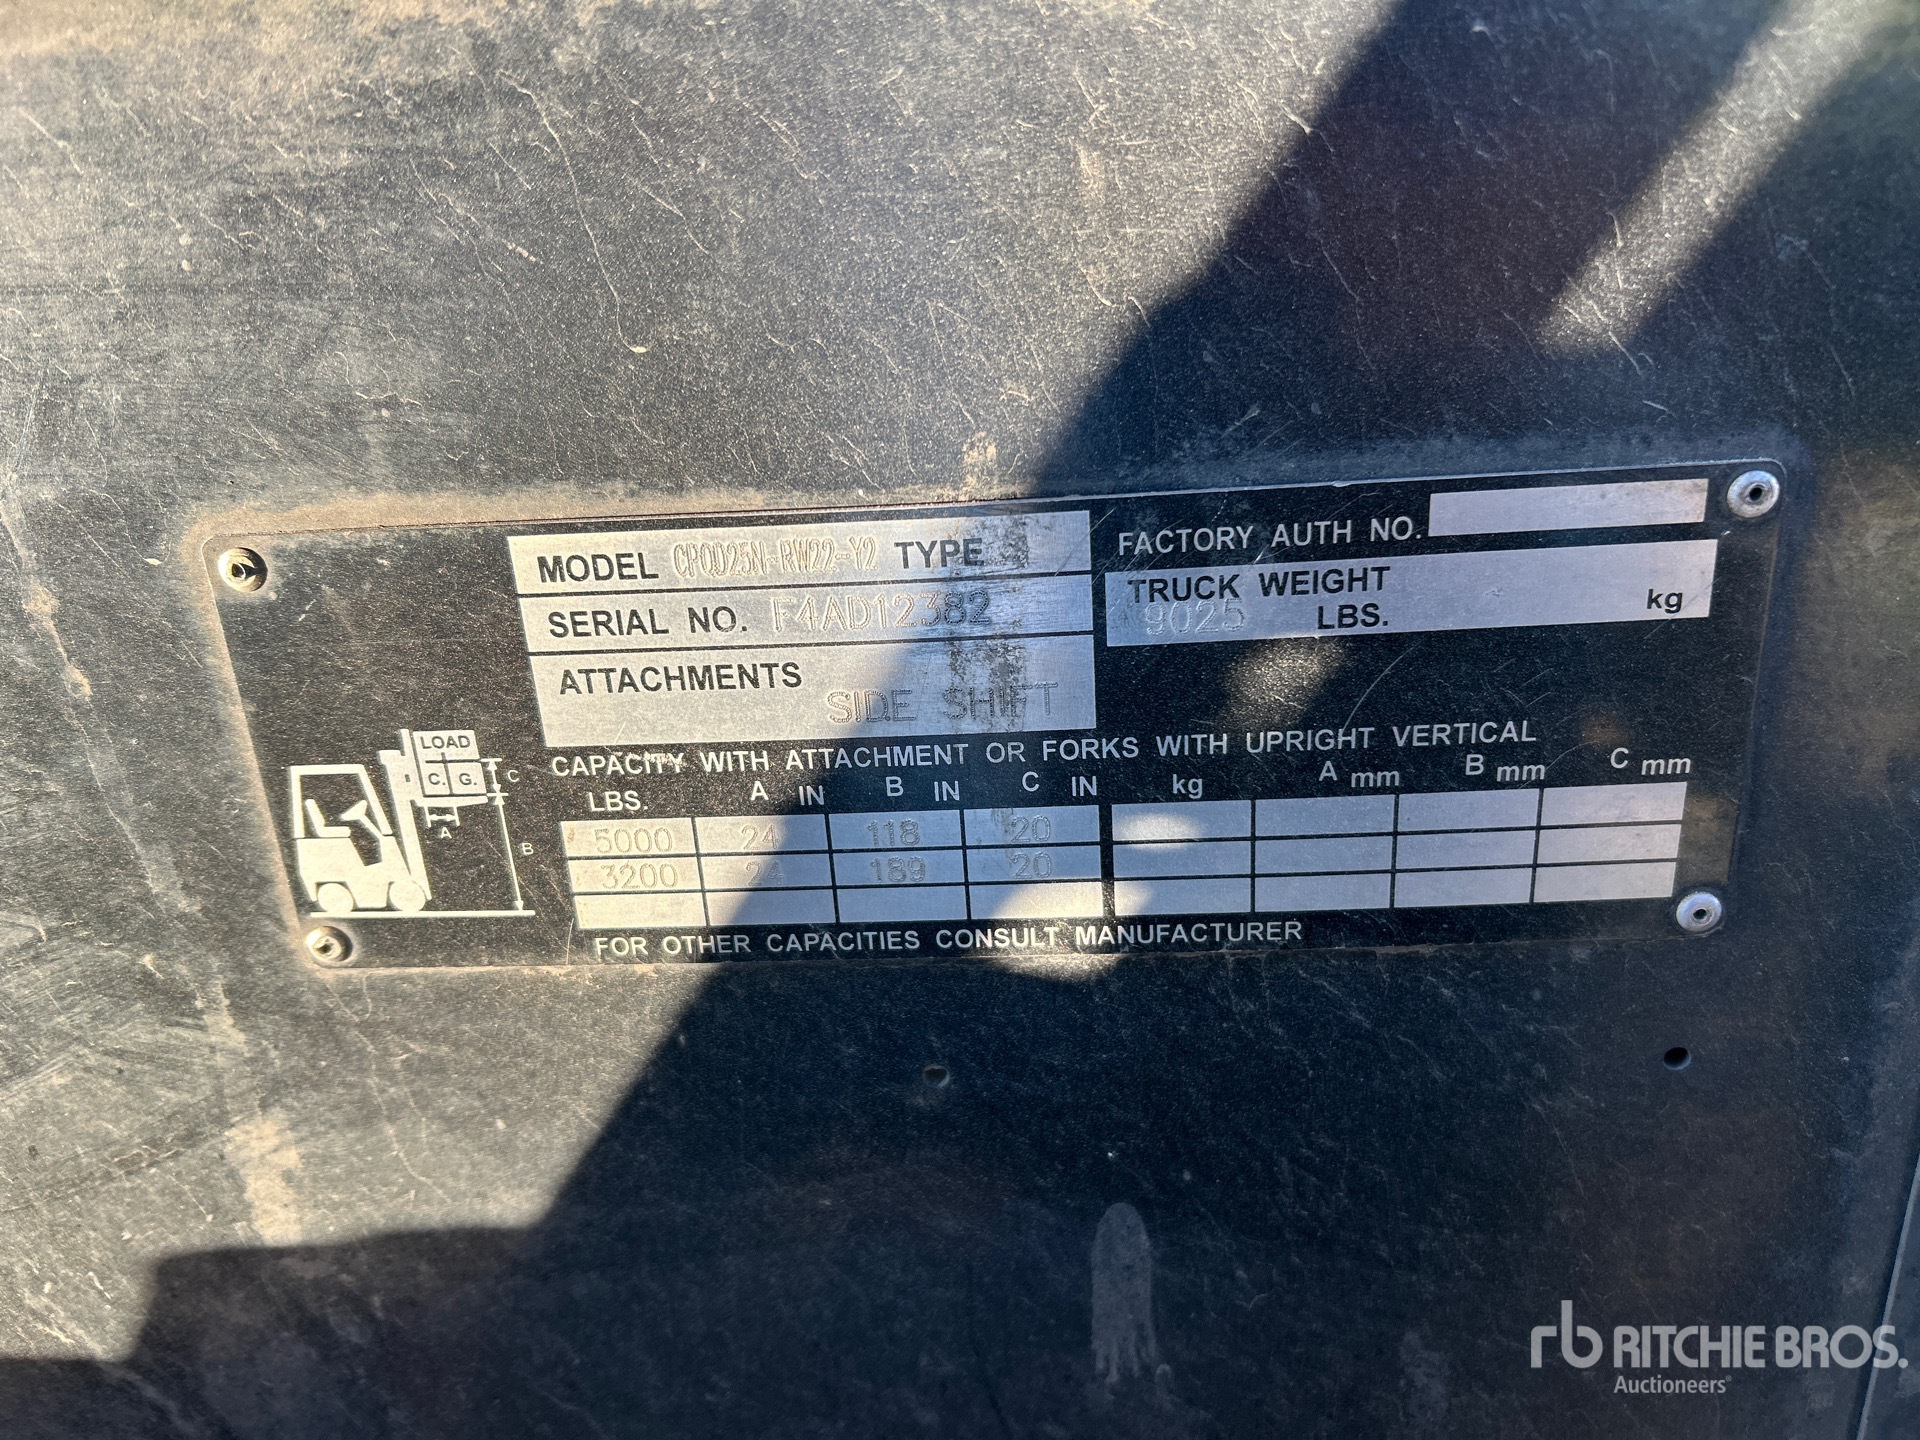 MODEL CPQD25N-RW22-Y2 TYPE
SERIAL NO. F4AD12382
ATTACHMENTS
SIDE SHIFT
FACTORY AUTH NO.
TRUCK WEIGHT
9025 LBS. kg
CAPACITY WITH ATTACHMENT OR FORKS WITH UPRIGHT VERTICAL
LBS. A IN B IN C IN kg A mm B mm C mm
5000 24 118 20
3200 24 189 20
FOR OTHER CAPACITIES CONSULT MANUFACTURER
LOAD
C. G.
C
A
B
rb RITCHIE BROS.
Auctioneers